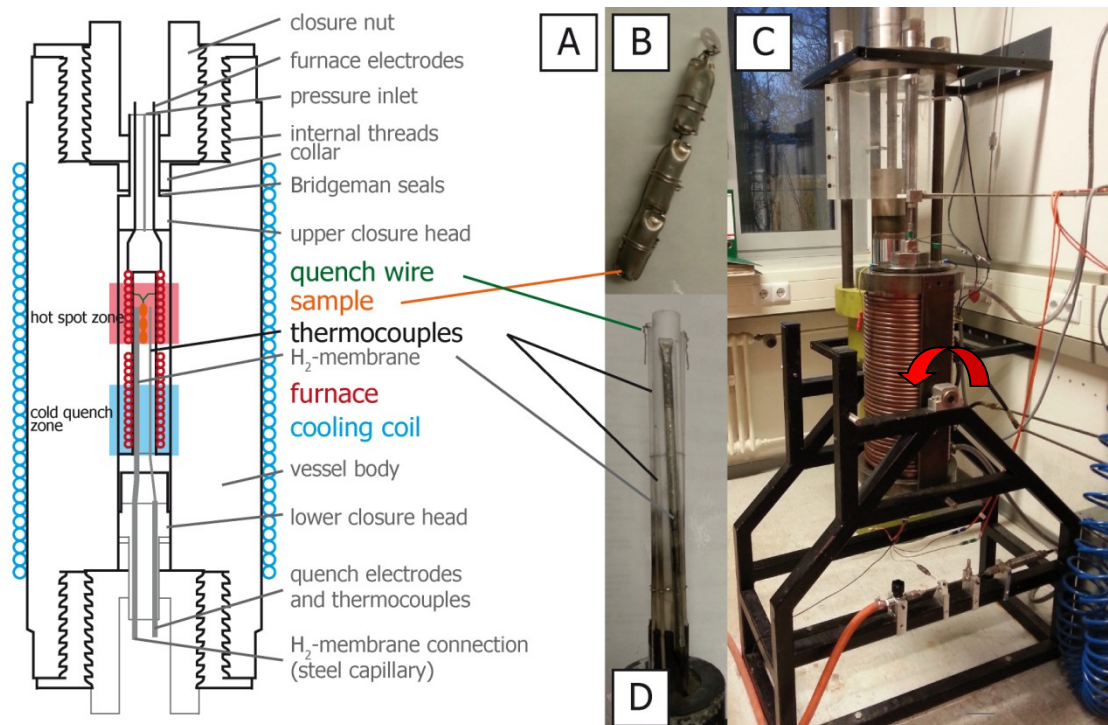 closure nut
furnace electrodes
pressure inlet
internal threads
collar
Bridgeman seals
upper closure head
quench wire
sample
thermocouples
H₂-membrane
furnace
cooling coil
vessel body
lower closure head
quench electrodes
and thermocouples
H₂-membrane connection
(steel capillary)
hot spot zone
cold quench
zone
A
B
C
D